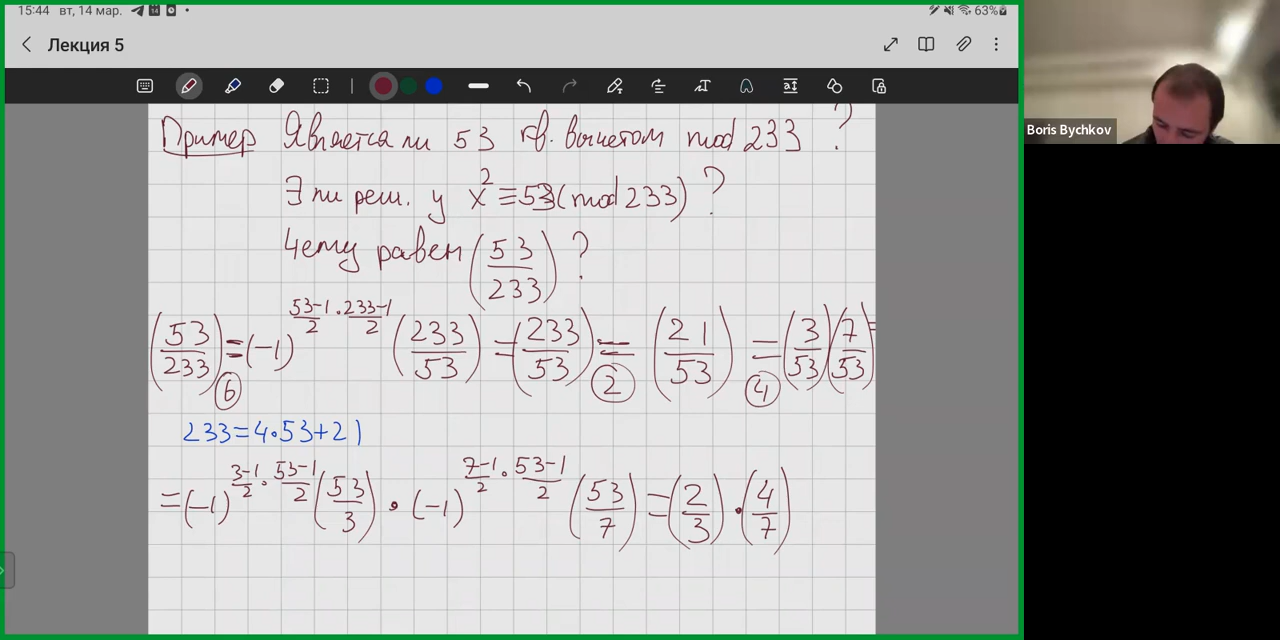 15:44 вт, 14 мар.
63%
Лекция 5
Boris Bychkov
Пример Является ли 53 кв. вычетом mod 233 ?
∃ ли реш. у x² ≡ 53 (mod 233) ?
Чему равен (53/233) ?
(53/233) =⑥ (-1)^((53-1)/2 · (233-1)/2) (233/53) = (233/53) =② (21/53) =④ (3/53)(7/53) =
233 = 4·53+21
= (-1)^((3-1)/2 · (53-1)/2) (53/3) · (-1)^((7-1)/2 · (53-1)/2) (53/7) = (2/3) · (4/7)